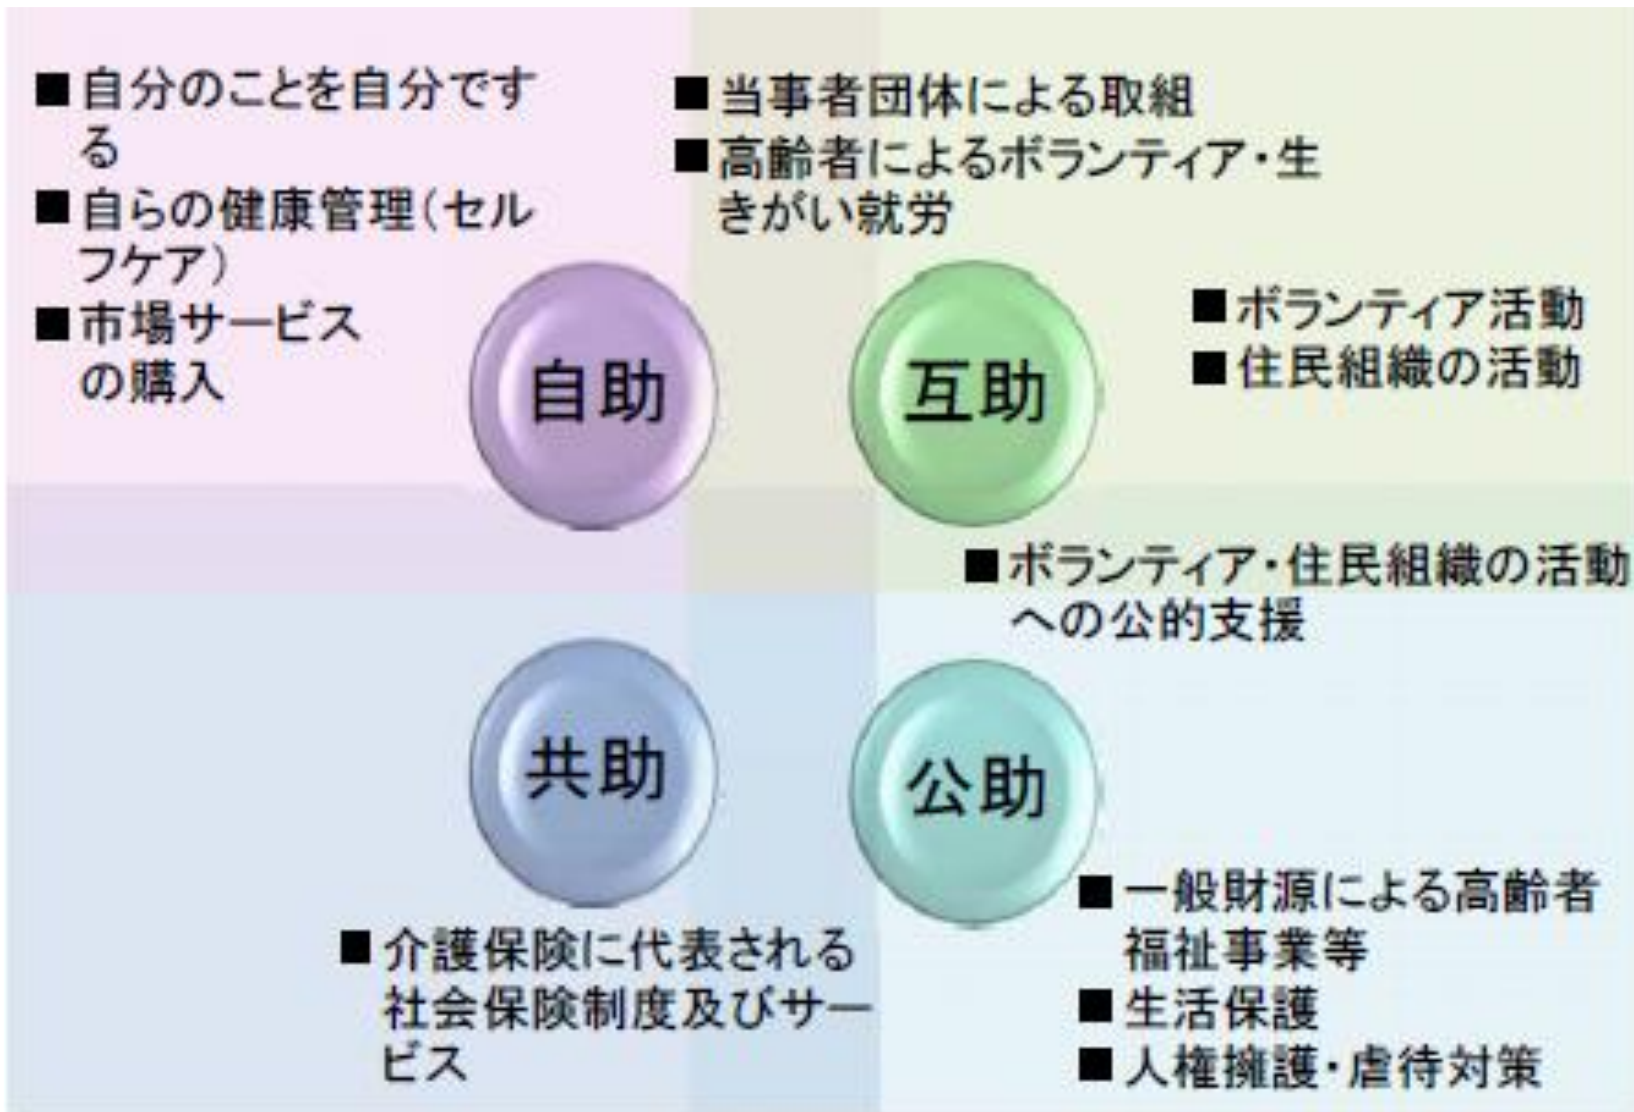 ■自分のことを自分です
る
■自らの健康管理(セル
フケア)
■市場サービス
の購入
■当事者団体による取組
■高齢者によるボランティア・生
きがい就労
自助
互助
■ボランティア活動
■住民組織の活動
■ボランティア・住民組織の活動
への公的支援
共助
公助
■介護保険に代表される
社会保険制度及びサー
ビス
■一般財源による高齢者
福祉事業等
■生活保護
■人権擁護・虐待対策